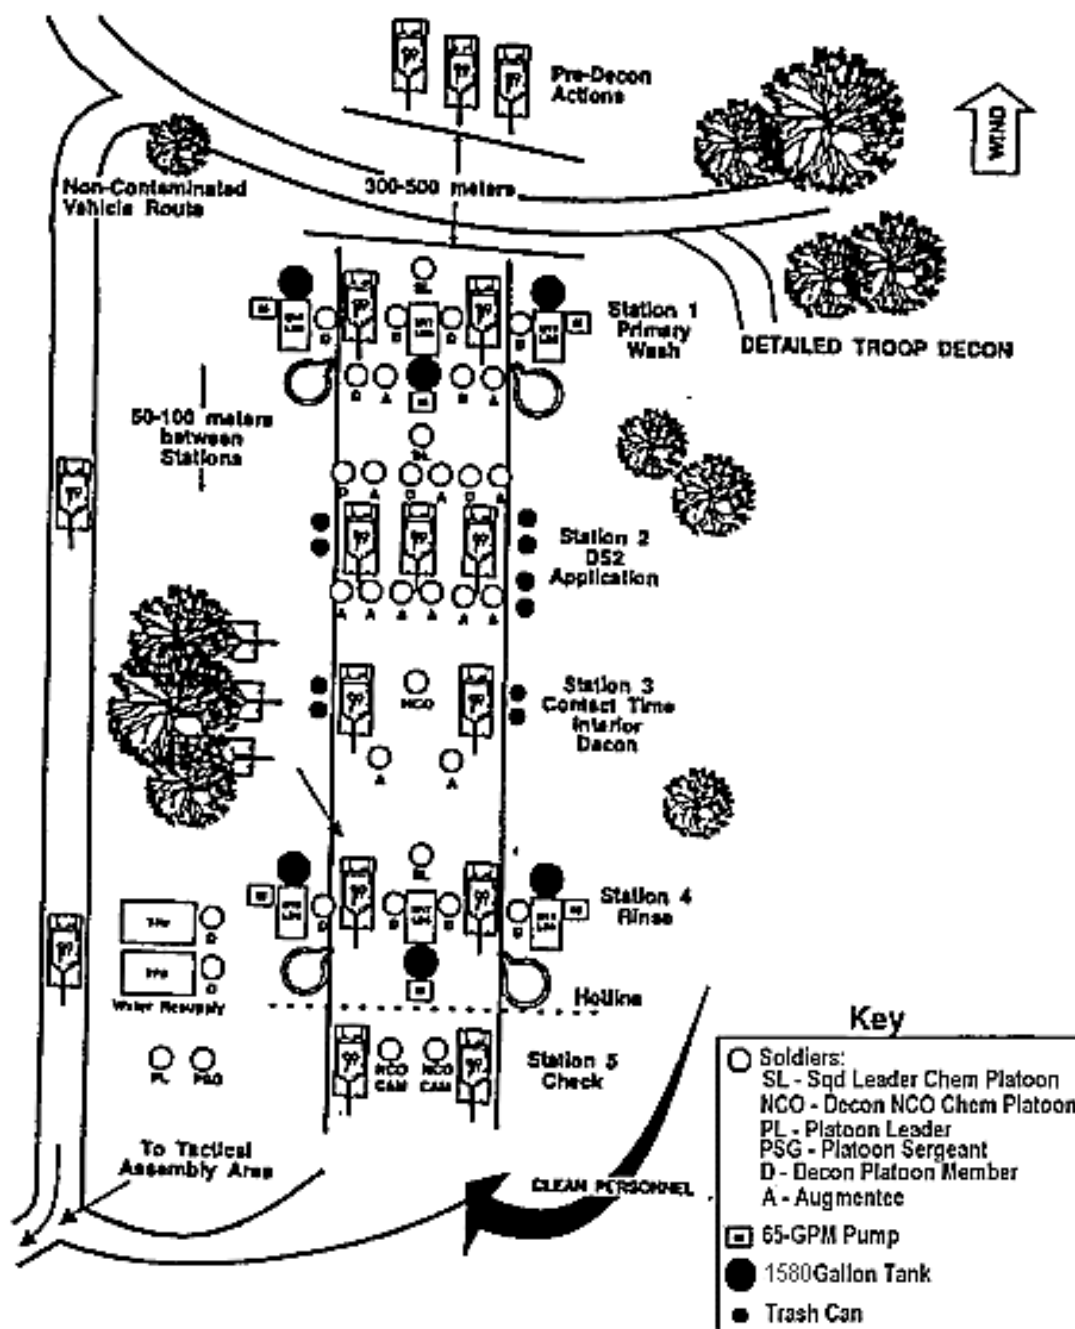 Pre-Decon
Actions
WIND
Non-Contaminated
Vehicle Route
300-500 meters
SL
Station 1
Primary
Wash
DETAILED TROOP DECON
D
D
D
D
D
A
D
A
50-100 meters
between
Stations
SL
D
A
D
A
D
A
Station 2
DS2
Application
A
A
A
A
A
A
Station 3
Contact Time
Interior
Decon
NCO
A
A
SL
Station 4
Rinse
D
D
D
D
D
D
Water Resupply
Hotline
PL
PSG
NCO
CAM
NCO
CAM
Station 5
Check
To Tactical
Assembly Area
CLEAN PERSONNEL
Key
Soldiers:
SL - Sqd Leader Chem Platoon
NCO - Decon NCO Chem Platoon
PL - Platoon Leader
PSG - Platoon Sergeant
D - Decon Platoon Member
A - Augmentee
65-GPM Pump
1580Gallon Tank
Trash Can